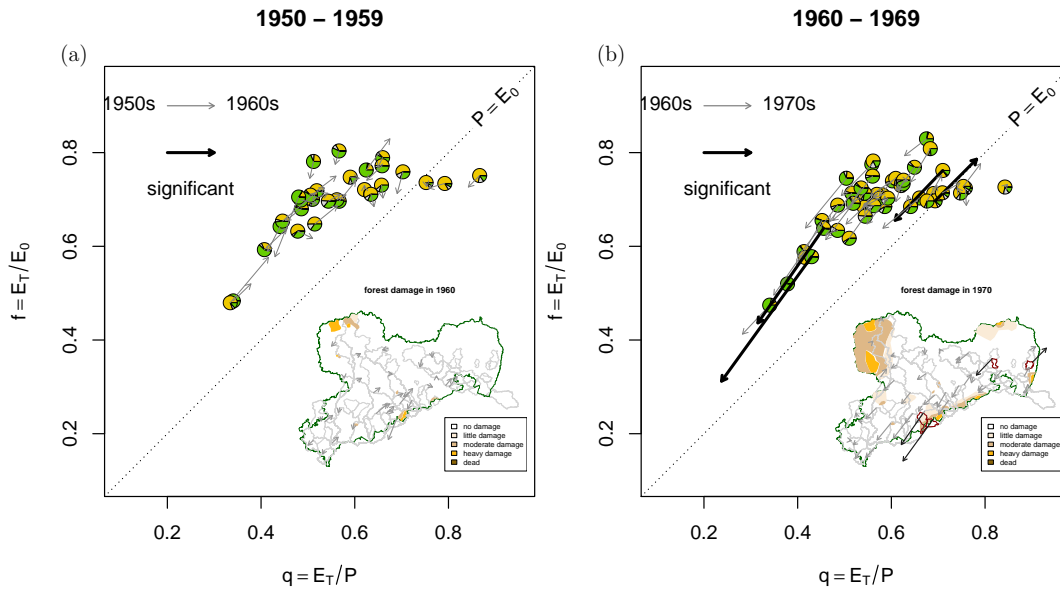 1950 – 1959
(a)
1950s
1960s
significant
P = E0
0.8
0.6
0.4
0.2
f = ET/E0
forest damage in 1960
no damage
little damage
moderate damage
heavy damage
dead
0.2 0.4 0.6 0.8
q = ET/P
1960 – 1969
(b)
1960s
1970s
significant
P = E0
0.8
0.6
0.4
0.2
f = ET/E0
forest damage in 1970
no damage
little damage
moderate damage
heavy damage
dead
0.2 0.4 0.6 0.8
q = ET/P